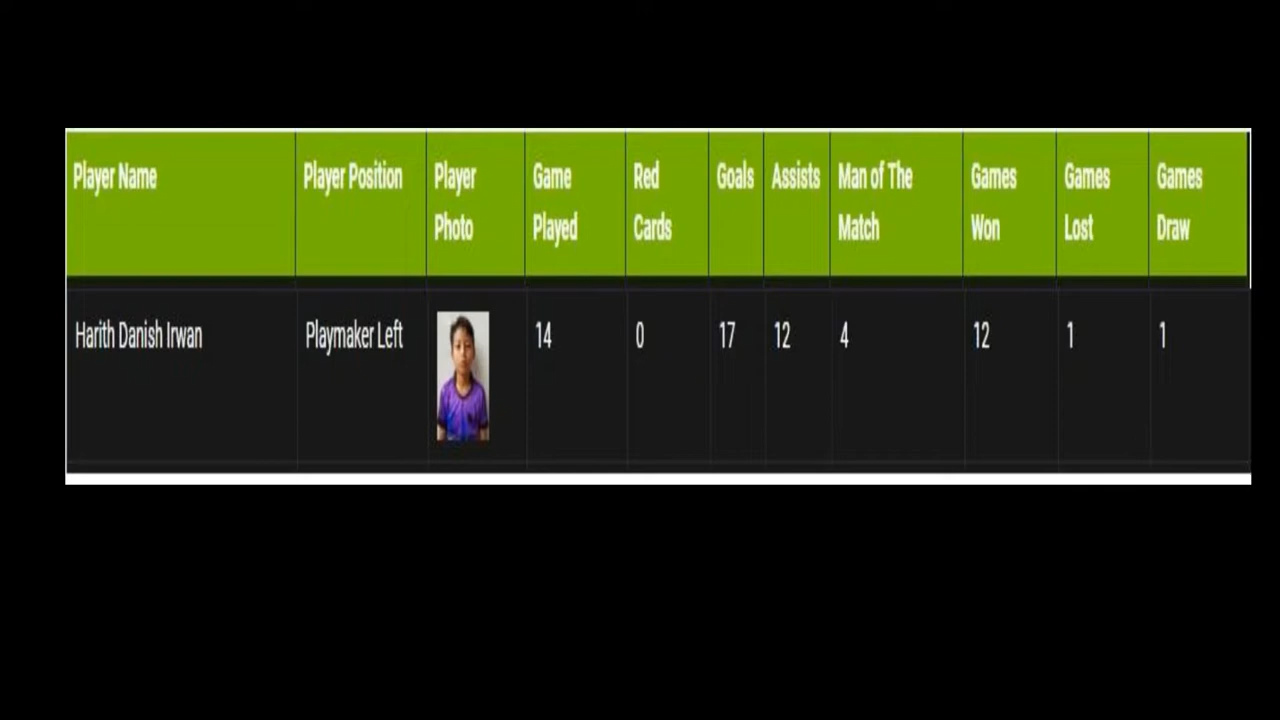 Player Name Player Position Player Game Red Goals Assists Man of The Games Games Games
Photo Played Cards Match Won Lost Draw
Harith Danish Irwan Playmaker Left 14 0 17 12 4 12 1 1